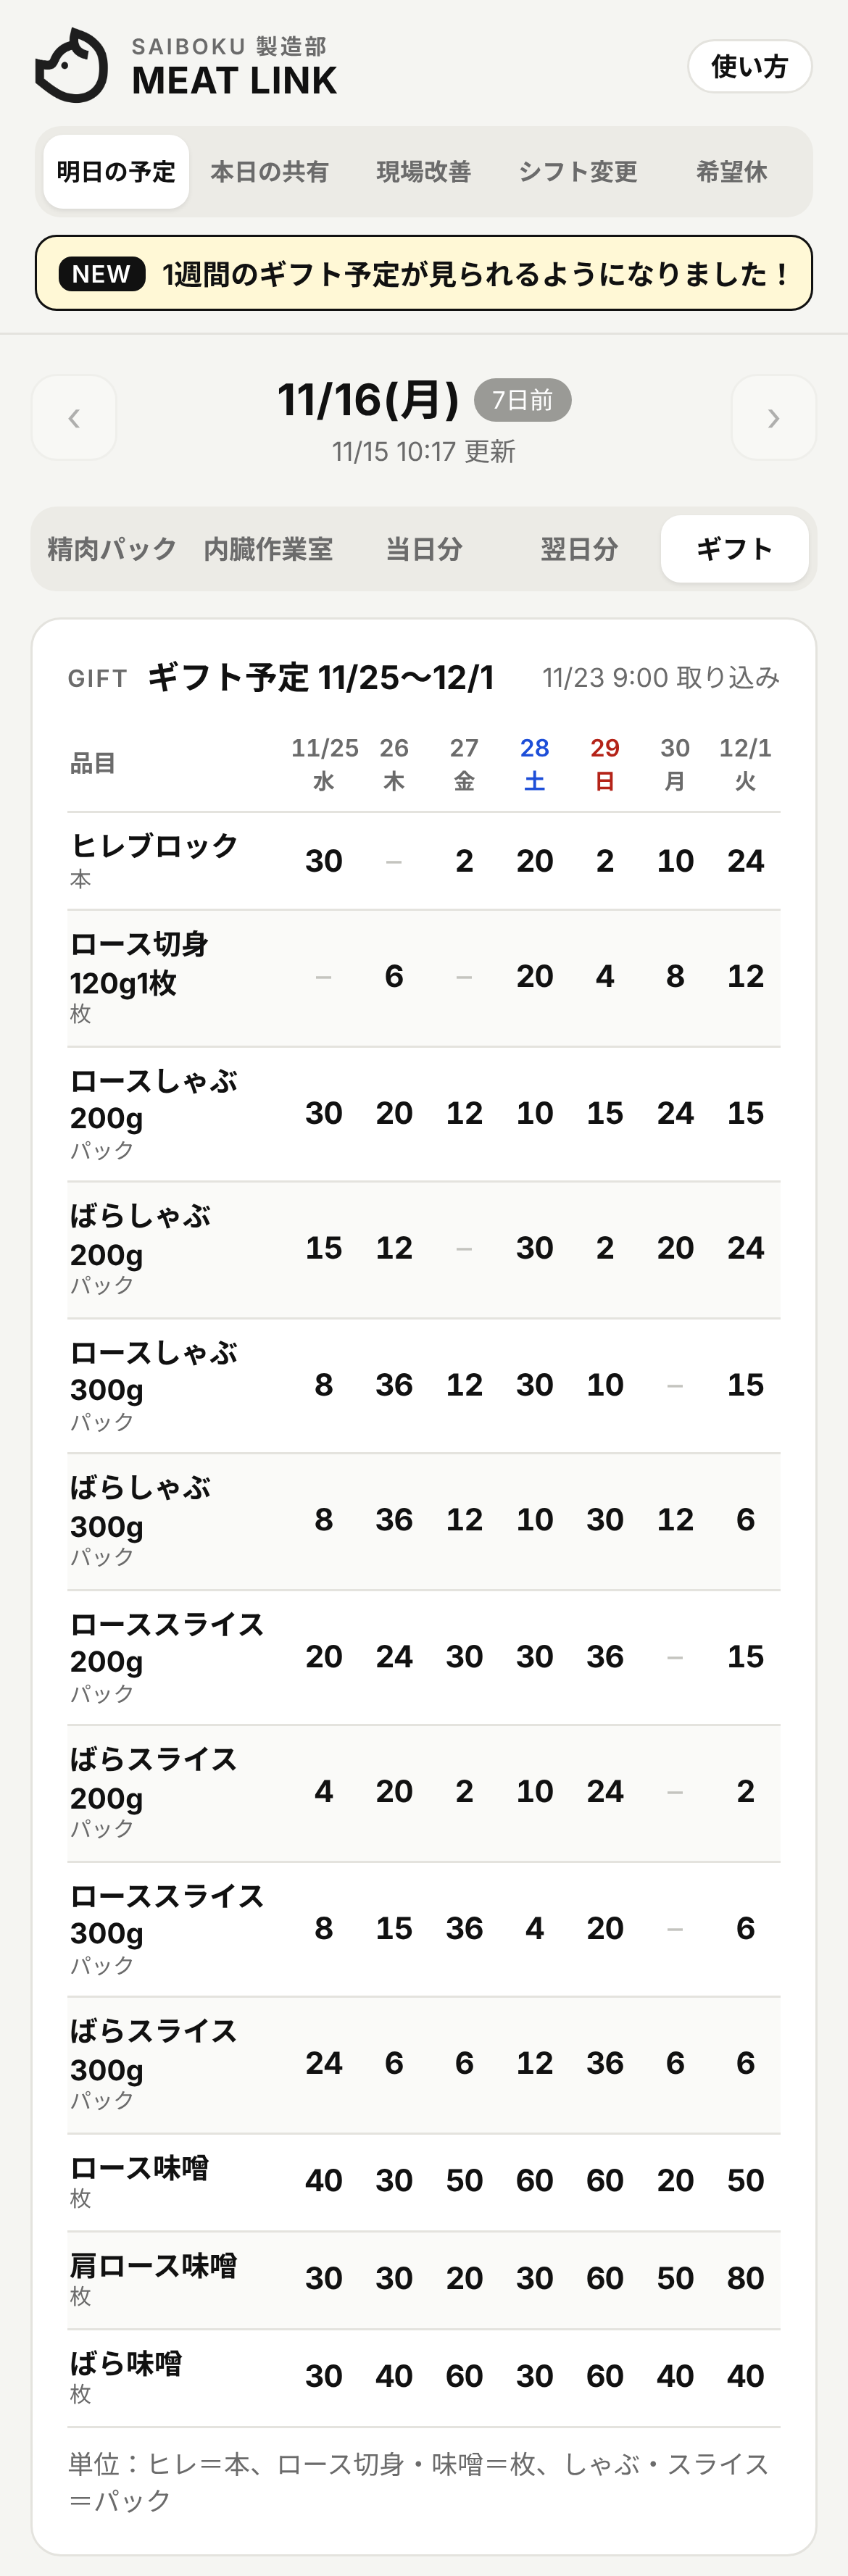 SAIBOKU 製造部
MEAT LINK
使い方
明日の予定 本日の共有 現場改善 シフト変更 希望休
NEW 1週間のギフト予定が見られるようになりました！
‹ 11/16(月) 7日前 ›
11/15 10:17 更新
精肉パック 内臓作業室 当日分 翌日分 ギフト
GIFT ギフト予定 11/25〜12/1 11/23 9:00 取り込み
品目 11/25 26 27 28 29 30 12/1
水 木 金 土 日 月 火
ヒレブロック 30 – 2 20 2 10 24
本
ロース切身
120g1枚 – 6 – 20 4 8 12
枚
ロースしゃぶ
200g 30 20 12 10 15 24 15
パック
ばらしゃぶ
200g 15 12 – 30 2 20 24
パック
ロースしゃぶ
300g 8 36 12 30 10 – 15
パック
ばらしゃぶ
300g 8 36 12 10 30 12 6
パック
ローススライス
200g 20 24 30 30 36 – 15
パック
ばらスライス
200g 4 20 2 10 24 – 2
パック
ローススライス
300g 8 15 36 4 20 – 6
パック
ばらスライス
300g 24 6 6 12 36 6 6
パック
ロース味噌 40 30 50 60 60 20 50
枚
肩ロース味噌 30 30 20 30 60 50 80
枚
ばら味噌 30 40 60 30 60 40 40
枚
単位：ヒレ＝本、ロース切身・味噌＝枚、しゃぶ・スライス
＝パック